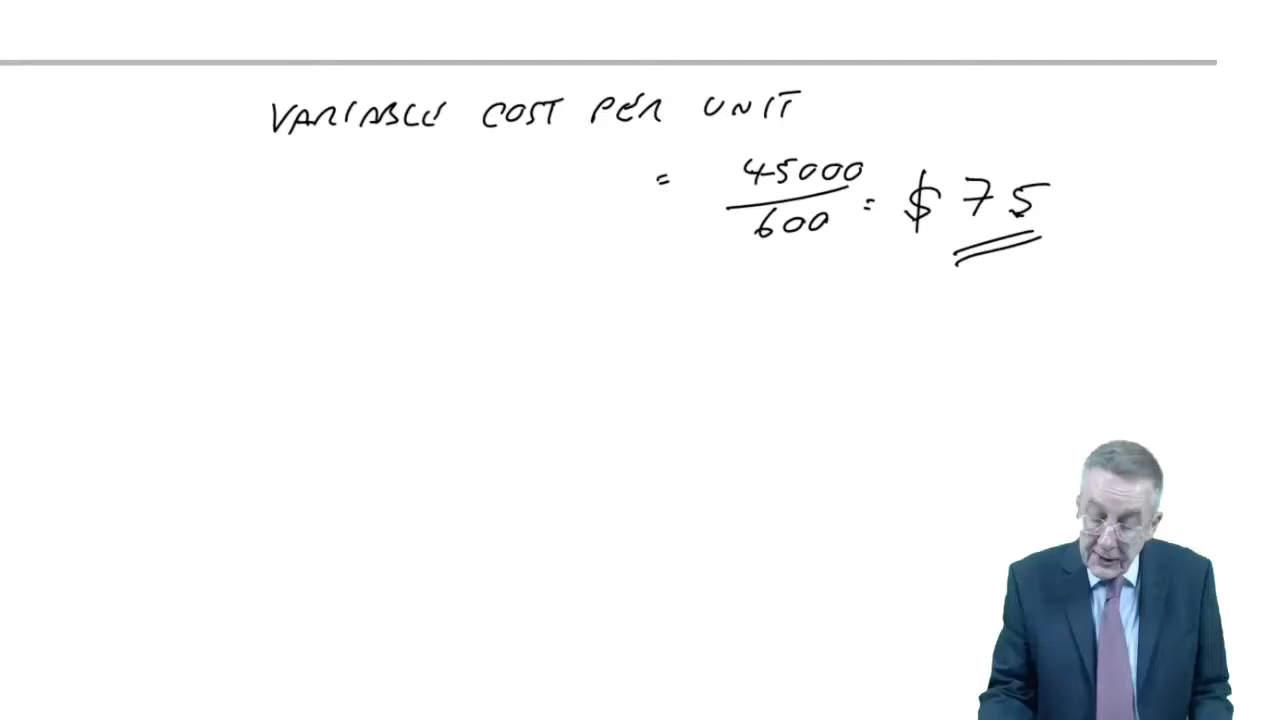 VARIABLE COST PER UNIT
= 45000 / 600 = $ 75